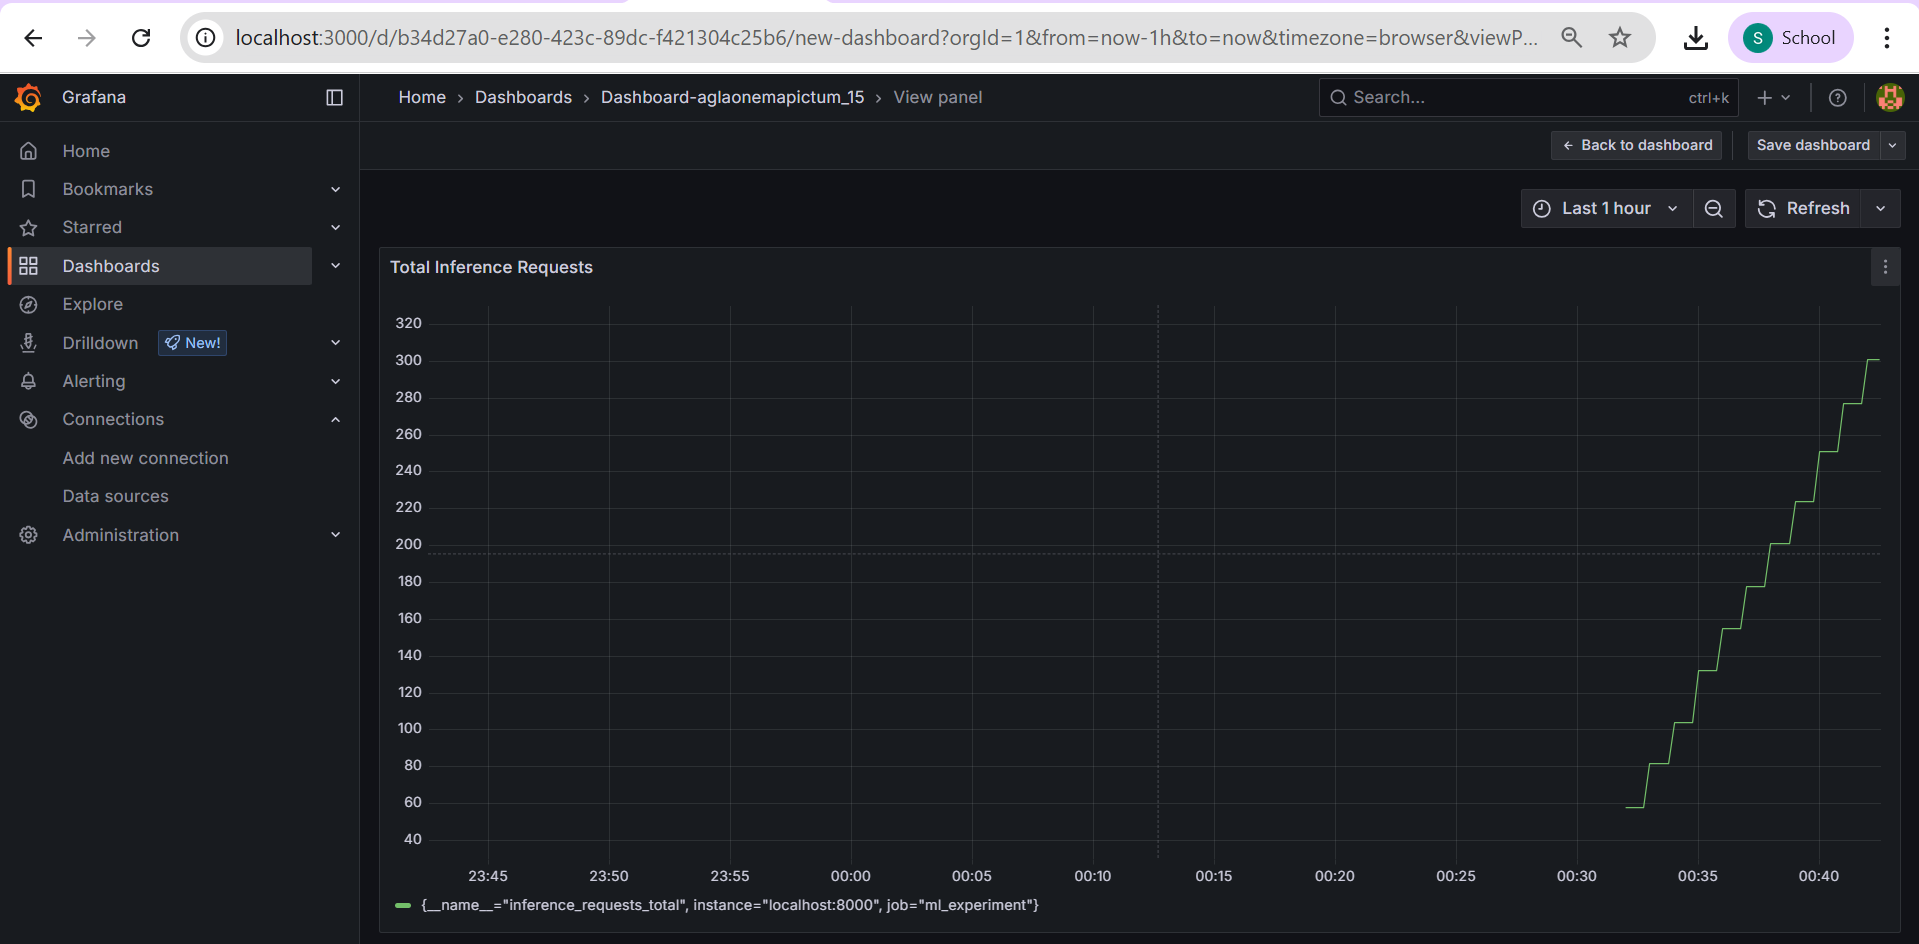 localhost:3000/d/b34d27a0-e280-423c-89dc-f421304c25b6/new-dashboard?orgId=1&from=now-1h&to=now&timezone=browser&viewP...
S School
Grafana
Home › Dashboards › Dashboard-aglaonemapictum_15 › View panel
Search... ctrl+k
Home
Bookmarks
Starred
Dashboards
Explore
Drilldown New!
Alerting
Connections
Add new connection
Data sources
Administration
Back to dashboard
Save dashboard
Last 1 hour
Refresh
Total Inference Requests
320
300
280
260
240
220
200
180
160
140
120
100
80
60
40
23:45 23:50 23:55 00:00 00:05 00:10 00:15 00:20 00:25 00:30 00:35 00:40
{__name__="inference_requests_total", instance="localhost:8000", job="ml_experiment"}